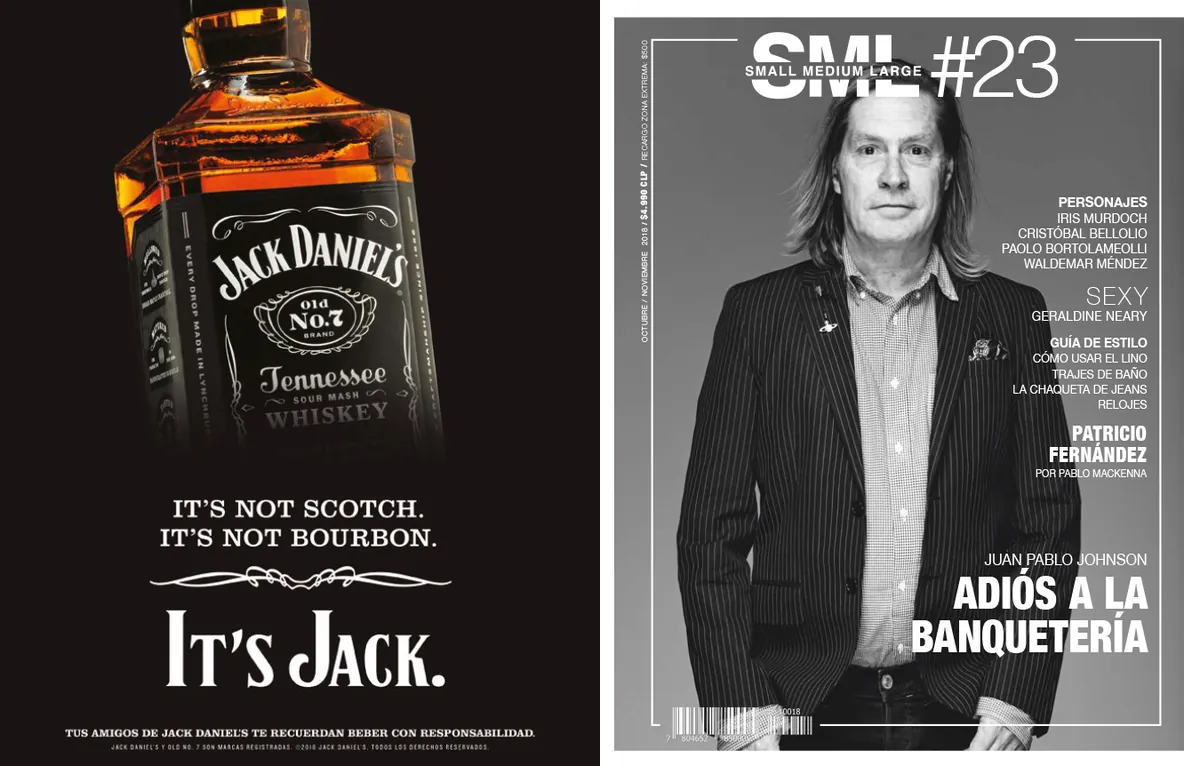 JACK DANIEL'S
Old
No.7
BRAND
Tennessee
SOUR MASH
WHISKEY
EVERY DROP MADE IN LYNCHBURG
IT'S NOT SCOTCH.
IT'S NOT BOURBON.
IT'S JACK.
TUS AMIGOS DE JACK DANIEL'S TE RECUERDAN BEBER CON RESPONSABILIDAD.
JACK DANIEL'S Y OLD NO. 7 SON MARCAS REGISTRADAS. ©2018 JACK DANIEL'S. TODOS LOS DERECHOS RESERVADOS.
SML #23
SMALL MEDIUM LARGE
OCTUBRE / NOVIEMBRE 2018 / $4.990 CLP / RECARGO ZONA EXTREMA: $500
PERSONAJES
IRIS MURDOCH
CRISTÓBAL BELLOLIO
PAOLO BORTOLAMEOLLI
WALDEMAR MÉNDEZ
SEXY
GERALDINE NEARY
GUÍA DE ESTILO
CÓMO USAR EL LINO
TRAJES DE BAÑO
LA CHAQUETA DE JEANS
RELOJES
PATRICIO
FERNÁNDEZ
POR PABLO MACKENNA
JUAN PABLO JOHNSON
ADIÓS A LA
BANQUETERÍA